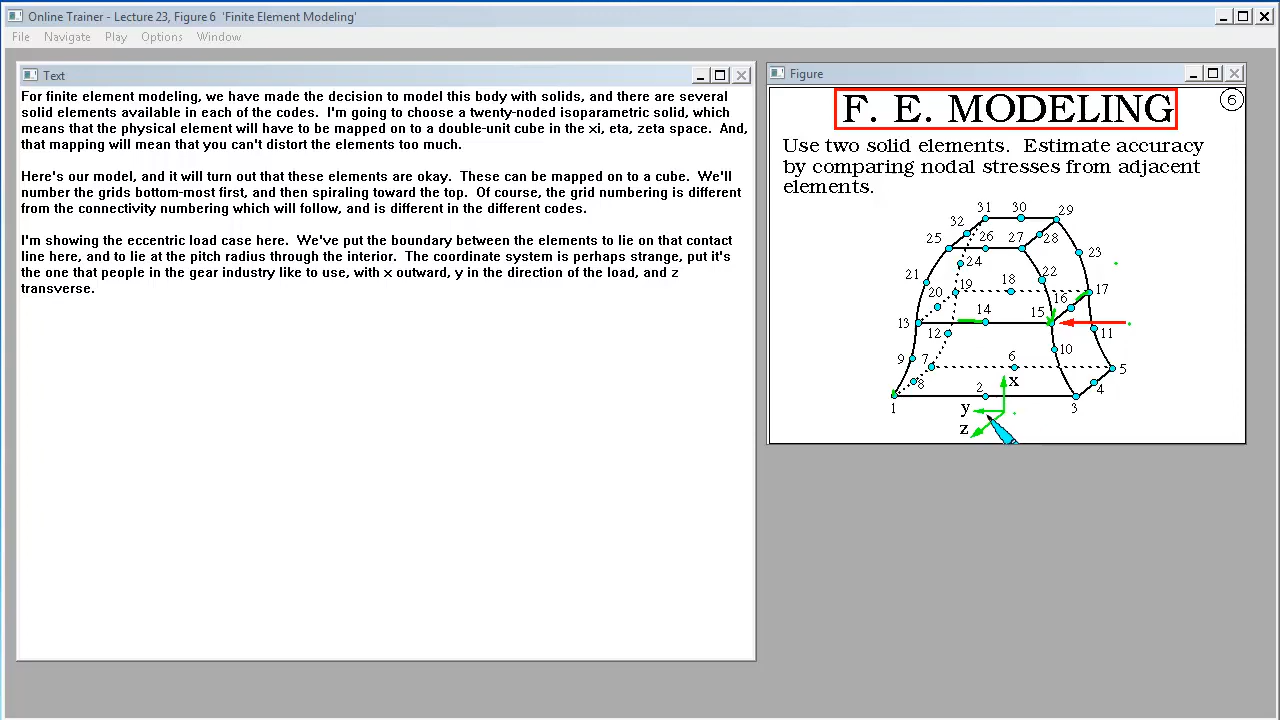 Online Trainer - Lecture 23, Figure 6 'Finite Element Modeling'
File Navigate Play Options Window
Text
For finite element modeling, we have made the decision to model this body with solids, and there are several
solid elements available in each of the codes. I'm going to choose a twenty-noded isoparametric solid, which
means that the physical element will have to be mapped on to a double-unit cube in the xi, eta, zeta space. And,
that mapping will mean that you can't distort the elements too much.
Here's our model, and it will turn out that these elements are okay. These can be mapped on to a cube. We'll
number the grids bottom-most first, and then spiraling toward the top. Of course, the grid numbering is different
from the connectivity numbering which will follow, and is different in the different codes.
I'm showing the eccentric load case here. We've put the boundary between the elements to lie on that contact
line here, and to lie at the pitch radius through the interior. The coordinate system is perhaps strange, put it's
the one that people in the gear industry like to use, with x outward, y in the direction of the load, and z
transverse.
Figure
F. E. MODELING
6
Use two solid elements. Estimate accuracy
by comparing nodal stresses from adjacent
elements.
31 30 29
32
25 26 27 28
24 23
21 22
20 19 18 17
16
13 14 15
12 11
10
9 7 6
8 5
2 x 4
1 y 3
z